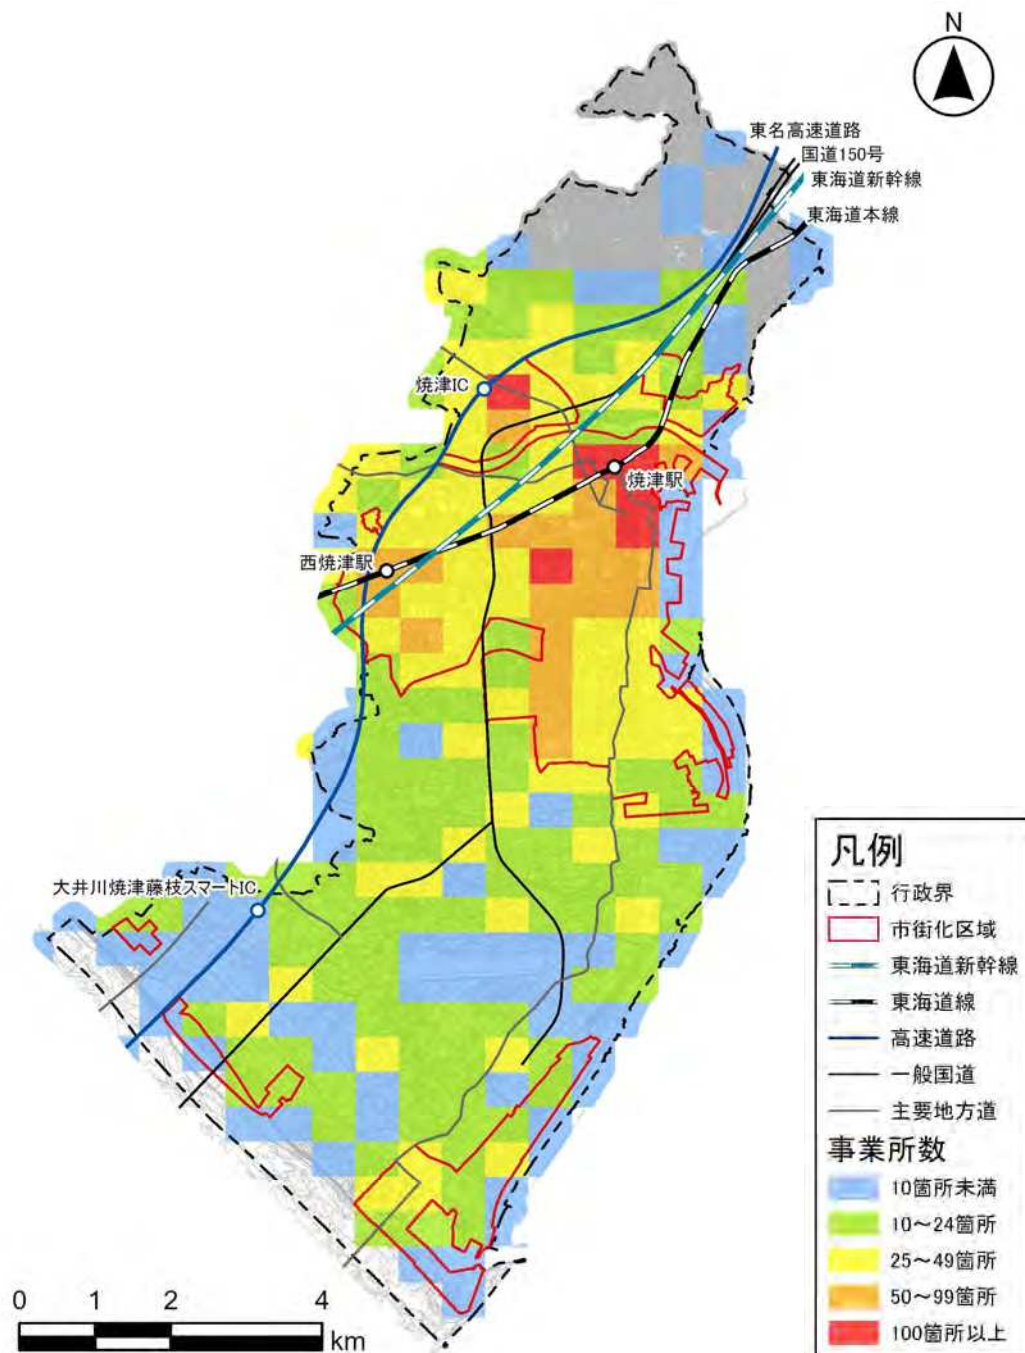 N
東名高速道路
国道150号
東海道新幹線
東海道本線
焼津IC
焼津駅
西焼津駅
大井川焼津藤枝スマートIC
凡例
行政界
市街化区域
東海道新幹線
東海道線
高速道路
一般国道
主要地方道
事業所数
10箇所未満
10～24箇所
25～49箇所
50～99箇所
100箇所以上
0 1 2 4
km